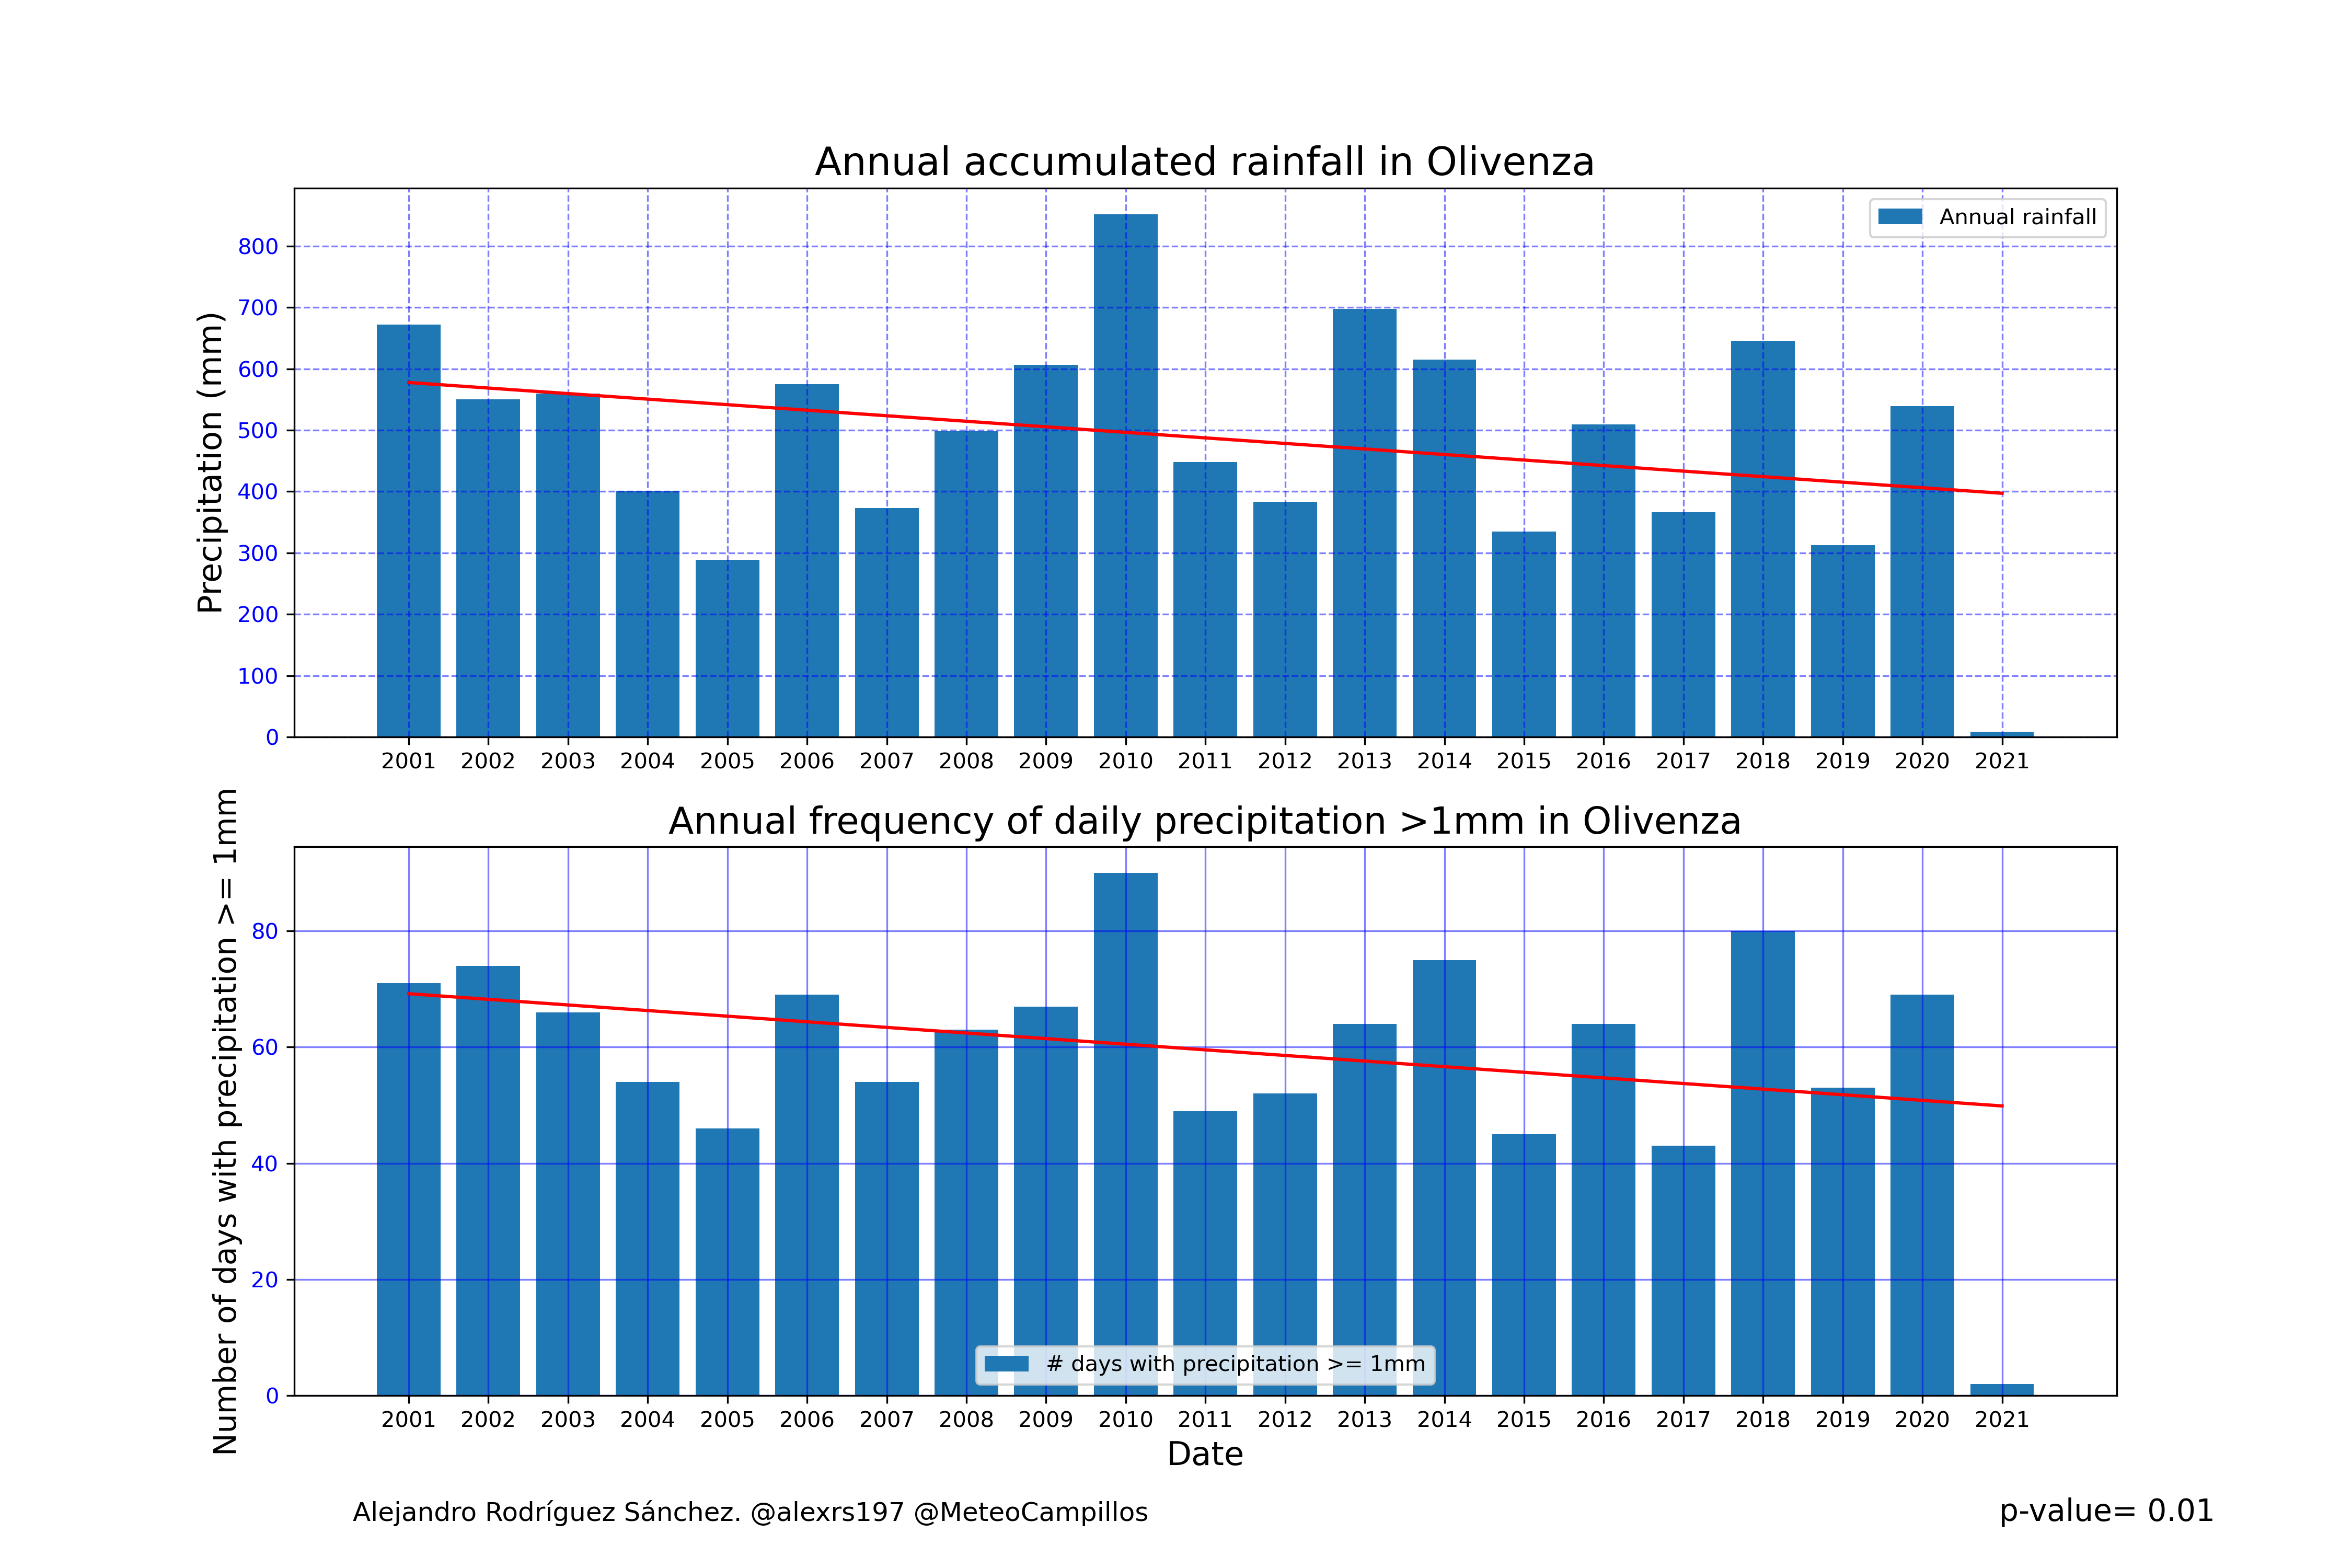 Annual accumulated rainfall in Olivenza
Precipitation (mm)
800
700
600
500
400
300
200
100
0
Annual rainfall
2001 2002 2003 2004 2005 2006 2007 2008 2009 2010 2011 2012 2013 2014 2015 2016 2017 2018 2019 2020 2021
Annual frequency of daily precipitation >1mm in Olivenza
Number of days with precipitation >= 1mm
80
60
40
20
0
# days with precipitation >= 1mm
2001 2002 2003 2004 2005 2006 2007 2008 2009 2010 2011 2012 2013 2014 2015 2016 2017 2018 2019 2020 2021
Date
Alejandro Rodríguez Sánchez. @alexrs197 @MeteoCampillos
p-value= 0.01